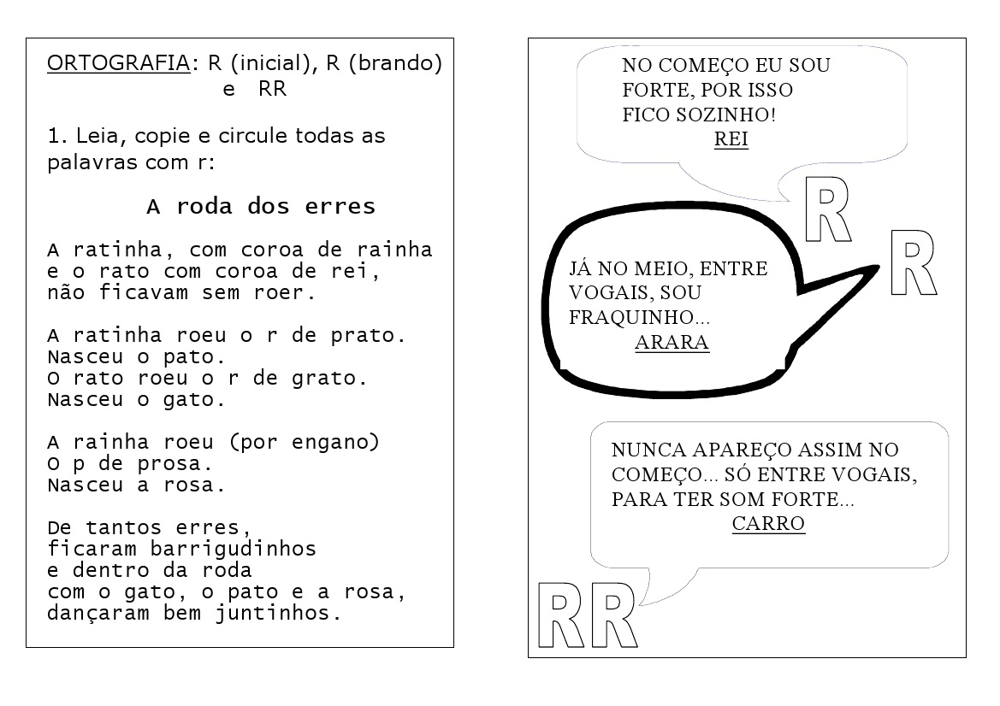 ORTOGRAFIA: R (inicial), R (brando)
e RR
1. Leia, copie e circule todas as
palavras com r:
A roda dos erres
A ratinha, com coroa de rainha
e o rato com coroa de rei,
não ficavam sem roer.
A ratinha roeu o r de prato.
Nasceu o pato.
O rato roeu o r de grato.
Nasceu o gato.
A rainha roeu (por engano)
O p de prosa.
Nasceu a rosa.
De tantos erres,
ficaram barrigudinhos
e dentro da roda
com o gato, o pato e a rosa,
dançaram bem juntinhos.
NO COMEÇO EU SOU
FORTE, POR ISSO
FICO SOZINHO!
REI
R
JÁ NO MEIO, ENTRE
VOGAIS, SOU
FRAQUINHO...
ARARA
R
NUNCA APAREÇO ASSIM NO
COMEÇO... SÓ ENTRE VOGAIS,
PARA TER SOM FORTE...
CARRO
RR